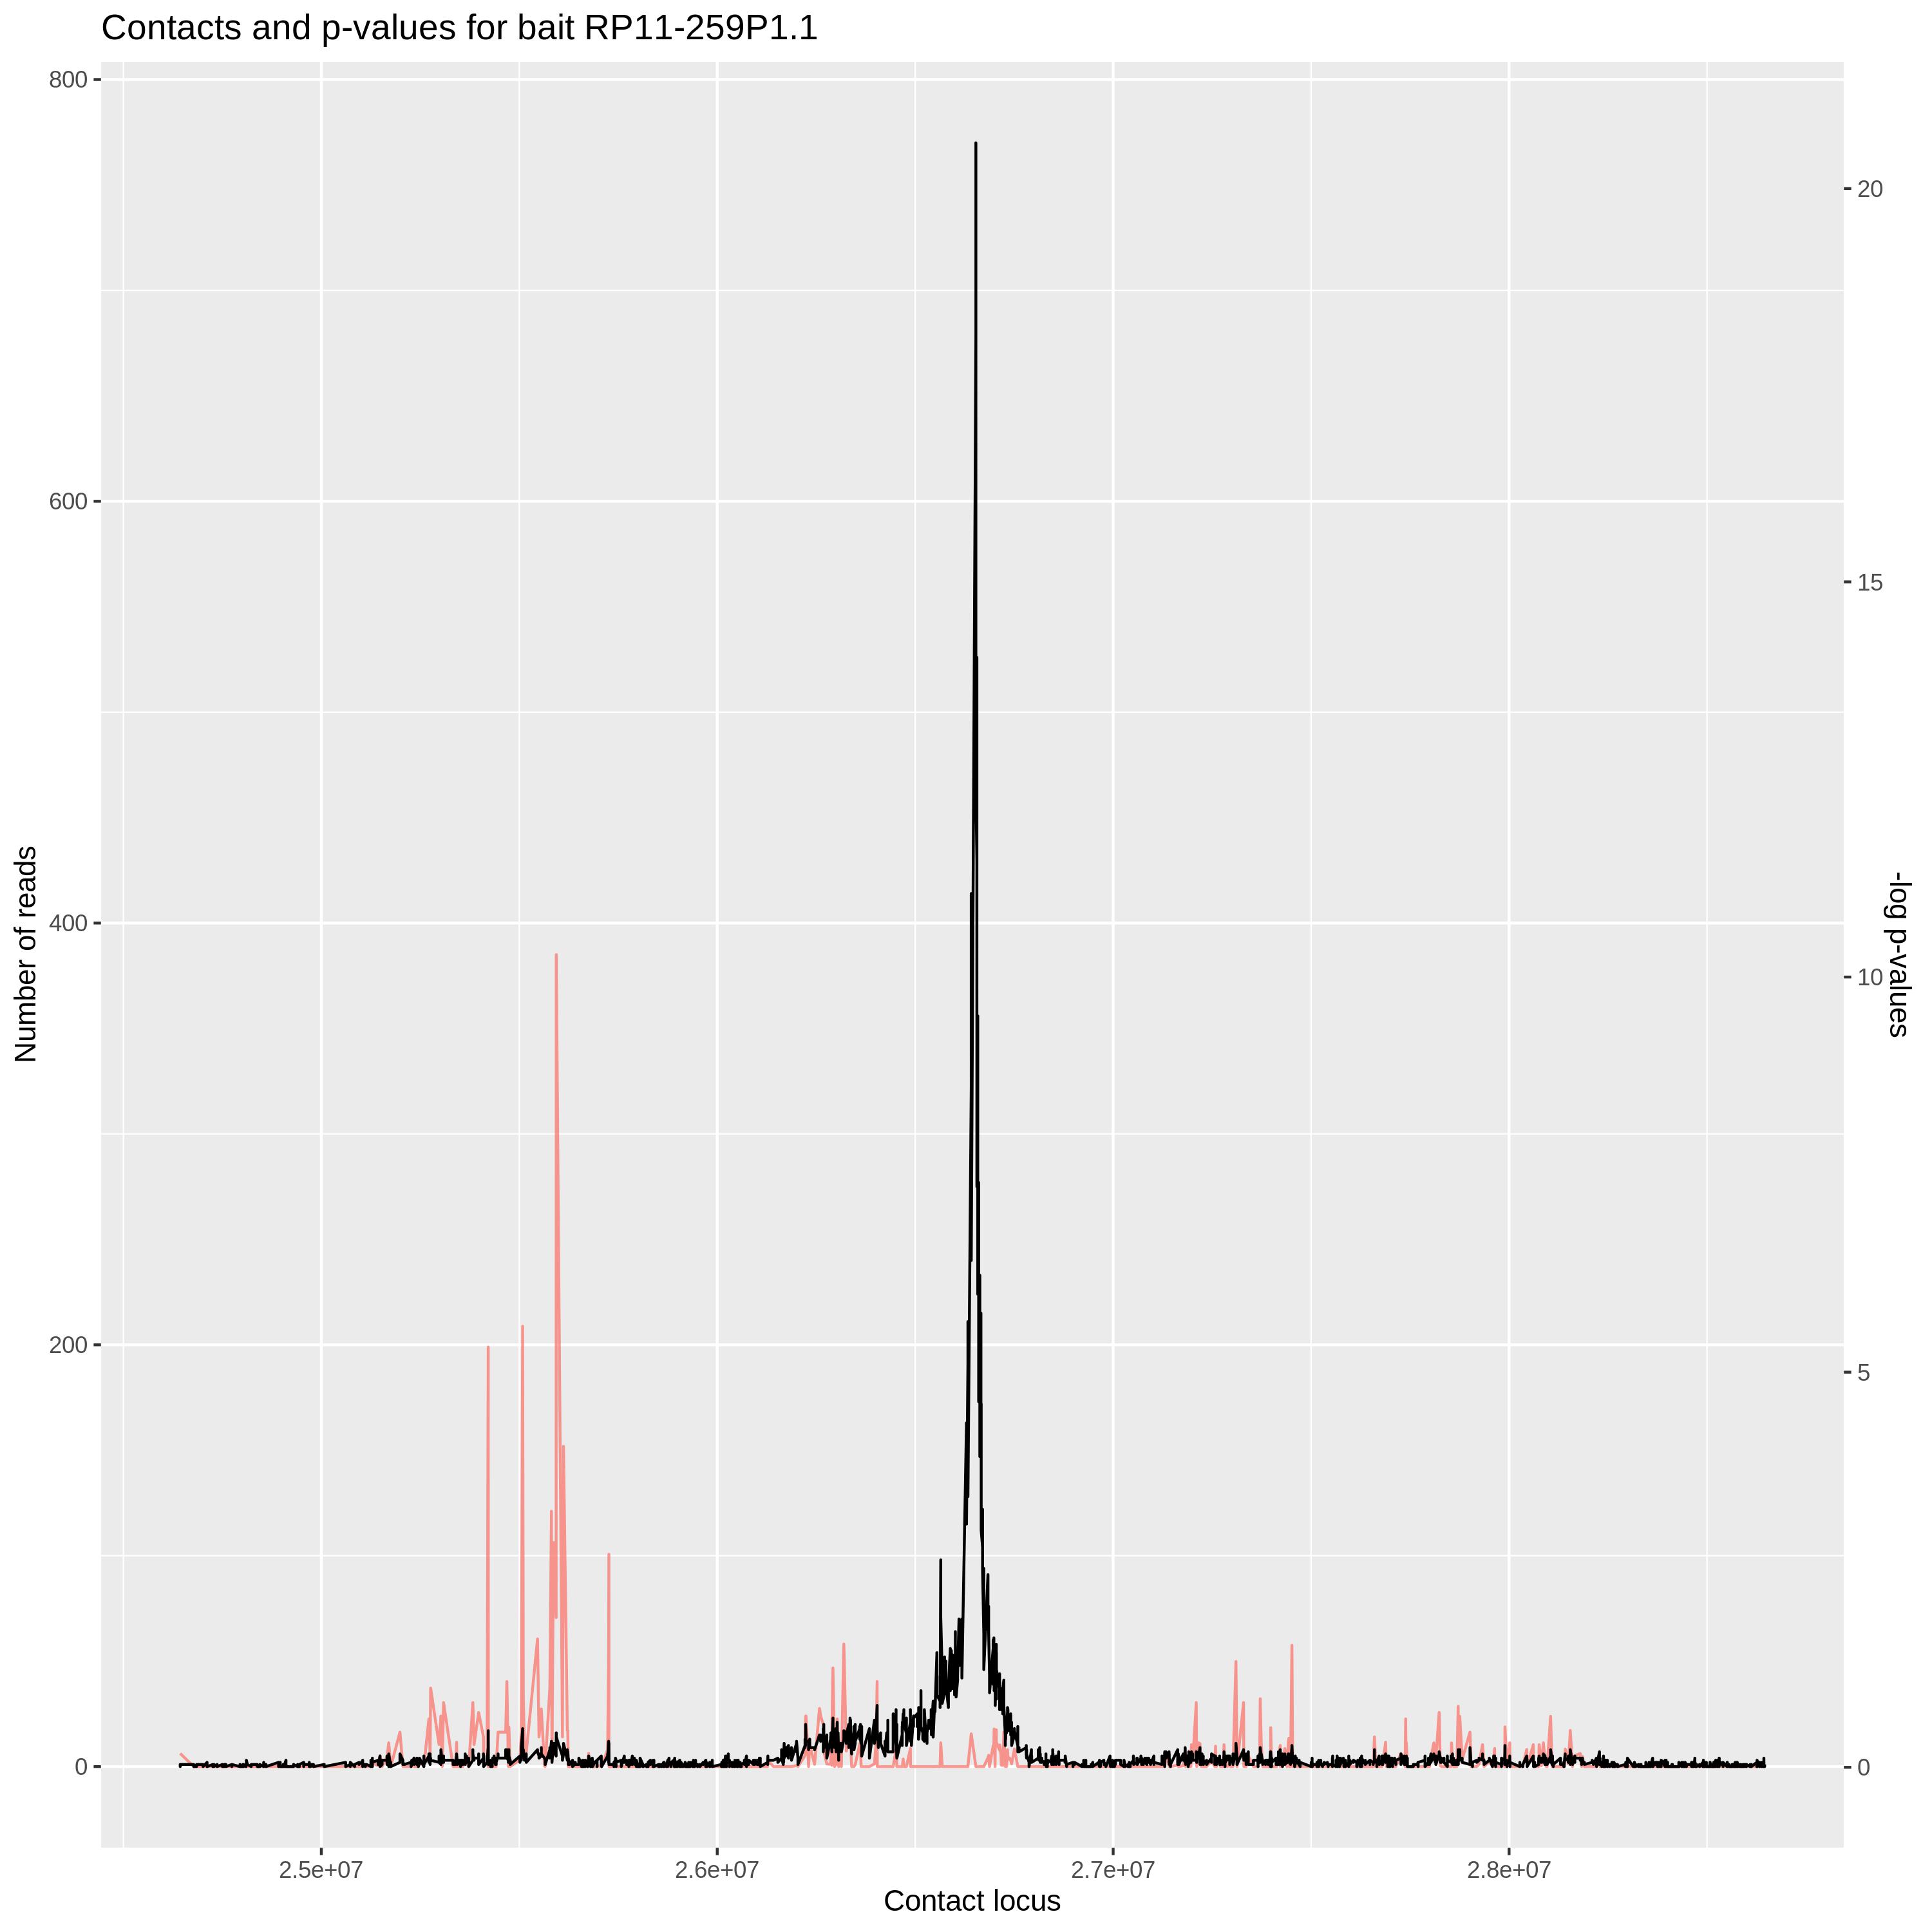 Contacts and p-values for bait RP11-259P1.1
800
600
400
200
0
20
15
10
5
0
Number of reads
-log p-values
2.5e+07 2.6e+07 2.7e+07 2.8e+07
Contact locus